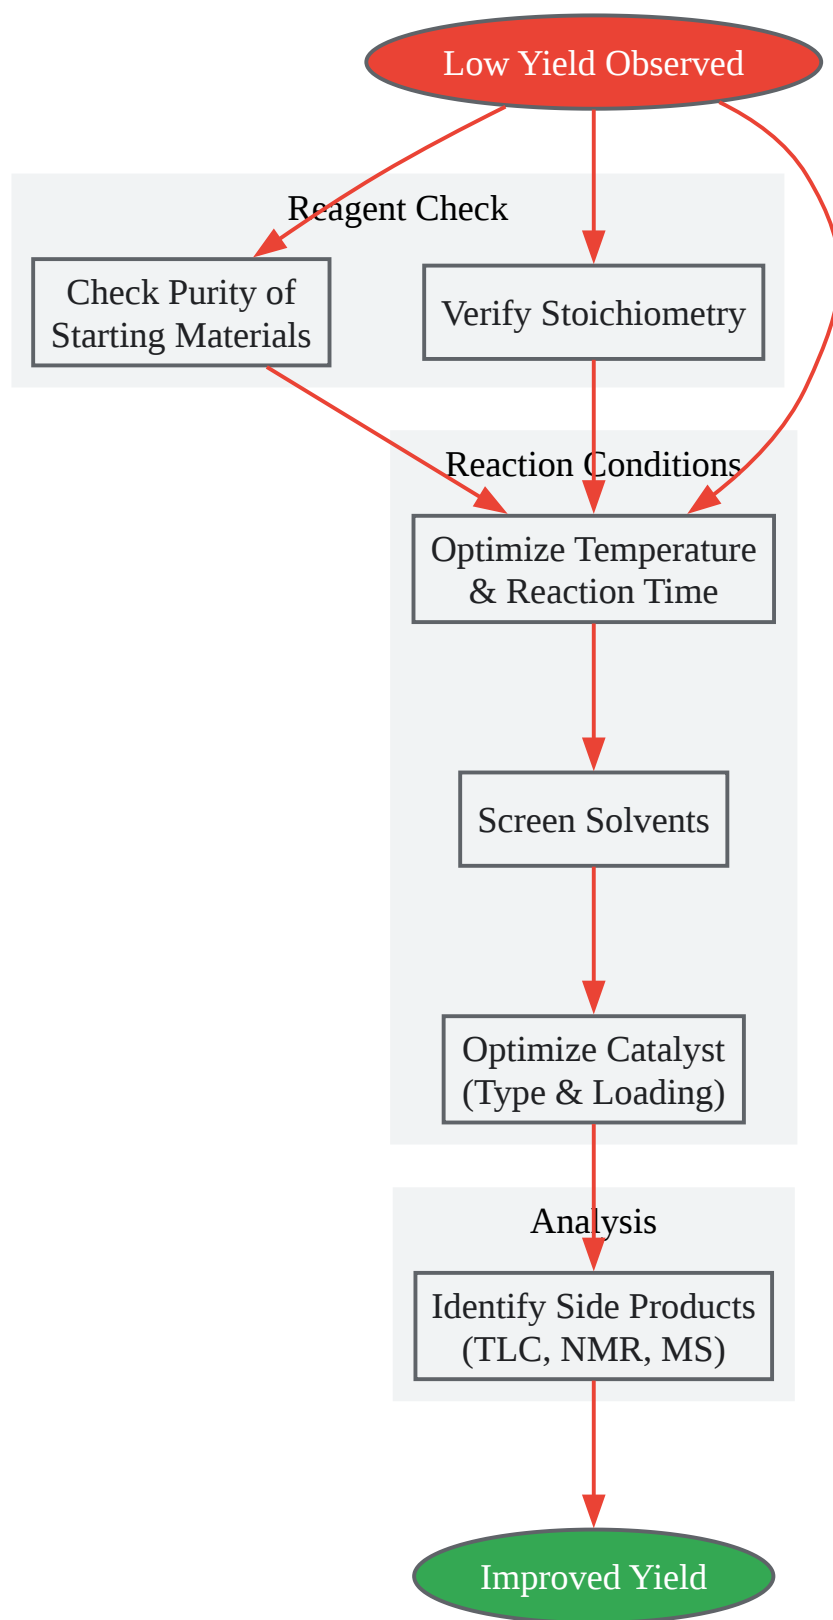 Low Yield Observed
Reagent Check
Check Purity of
Starting Materials
Verify Stoichiometry
Reaction Conditions
Optimize Temperature
& Reaction Time
Screen Solvents
Optimize Catalyst
(Type & Loading)
Analysis
Identify Side Products
(TLC, NMR, MS)
Improved Yield